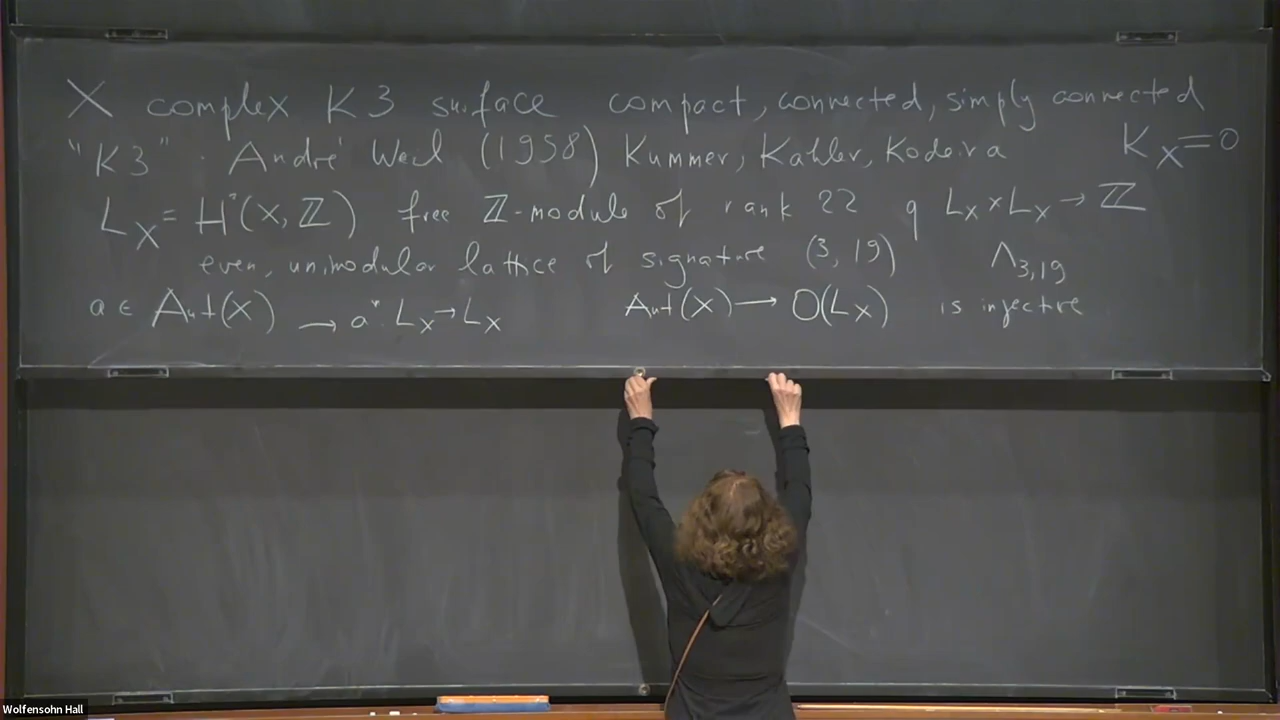 X complex K3 surface compact, connected, simply connected
"K3" : André Weil (1958) Kummer, Kähler, Kodaira K_X = 0
L_X = H²(X, ℤ) free ℤ-module of rank 22 q L_X × L_X → ℤ
even, unimodular lattice of signature (3, 19) Λ_{3,19}
a ∈ Aut(X) → a* : L_X → L_X Aut(X) → O(L_X) is injective
Wolfensohn Hall